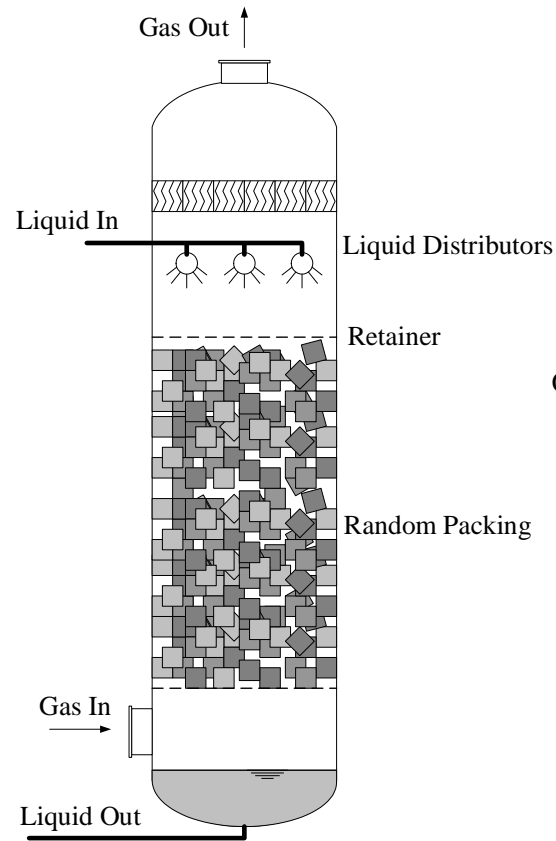 Gas Out
Liquid In
Liquid Distributors
Retainer
Random Packing
Gas In
Liquid Out